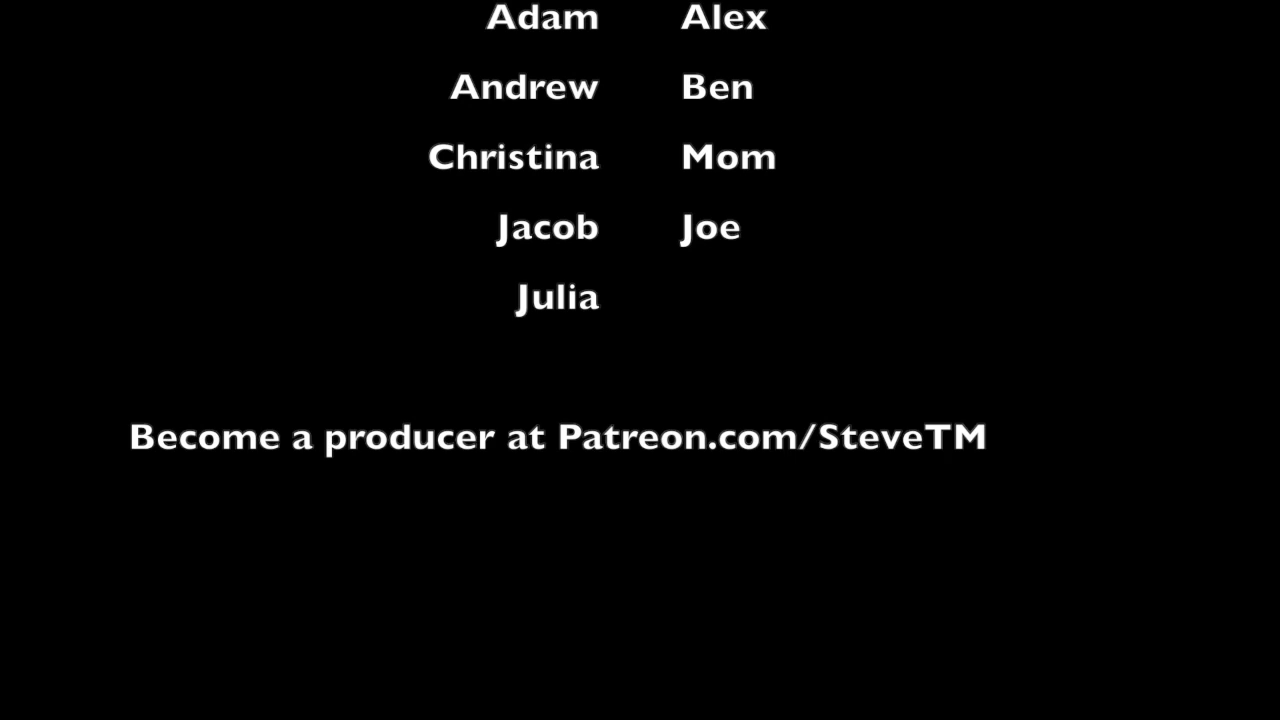 Adam Alex
Andrew Ben
Christina Mom
Jacob Joe
Julia
Become a producer at Patreon.com/SteveTM